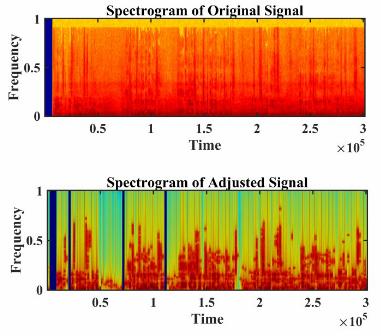 Spectrogram of Original Signal
1
0.5
0
Frequency
0.5 1 1.5 2 2.5 3
Time
×10^5
Spectrogram of Adjusted Signal
1
0.5
0
Frequency
0.5 1 1.5 2 2.5 3
Time
×10^5